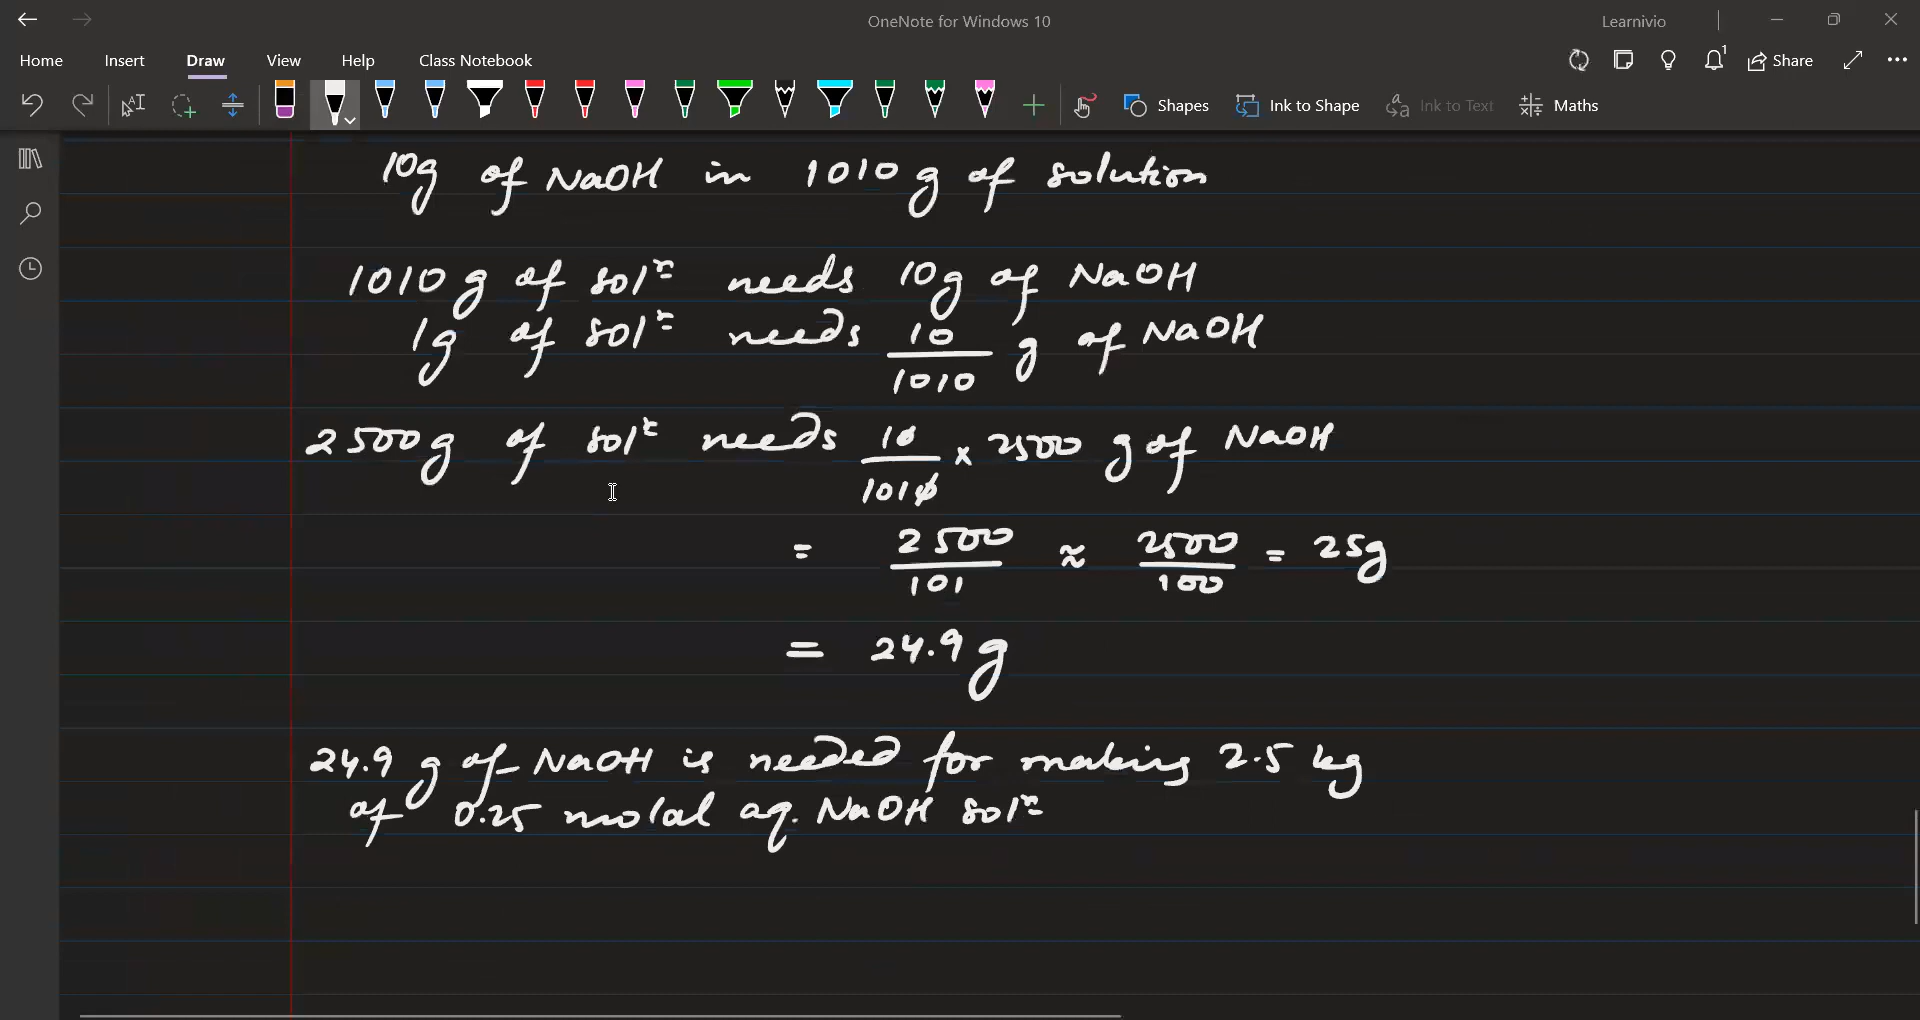 OneNote for Windows 10
Learnivio
Home Insert Draw View Help Class Notebook
1 Share
Shapes Ink to Shape Ink to Text Maths
10g of NaOH in 1010 g of solution
1010 g of solⁿ needs 10g of NaOH
1g of solⁿ needs 10/1010 g of NaOH
2500g of solⁿ needs 10/1010 × 2500 g of NaOH
= 2500/101 ≈ 2500/100 = 25g
= 24.9 g
24.9 g of NaOH is needed for making 2.5 kg
of 0.25 molal aq. NaOH solⁿ